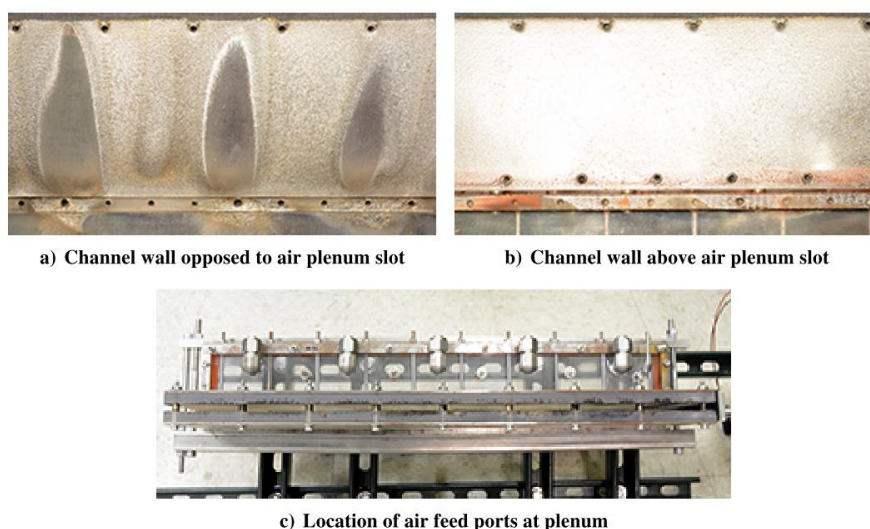 a) Channel wall opposed to air plenum slot
b) Channel wall above air plenum slot
c) Location of air feed ports at plenum